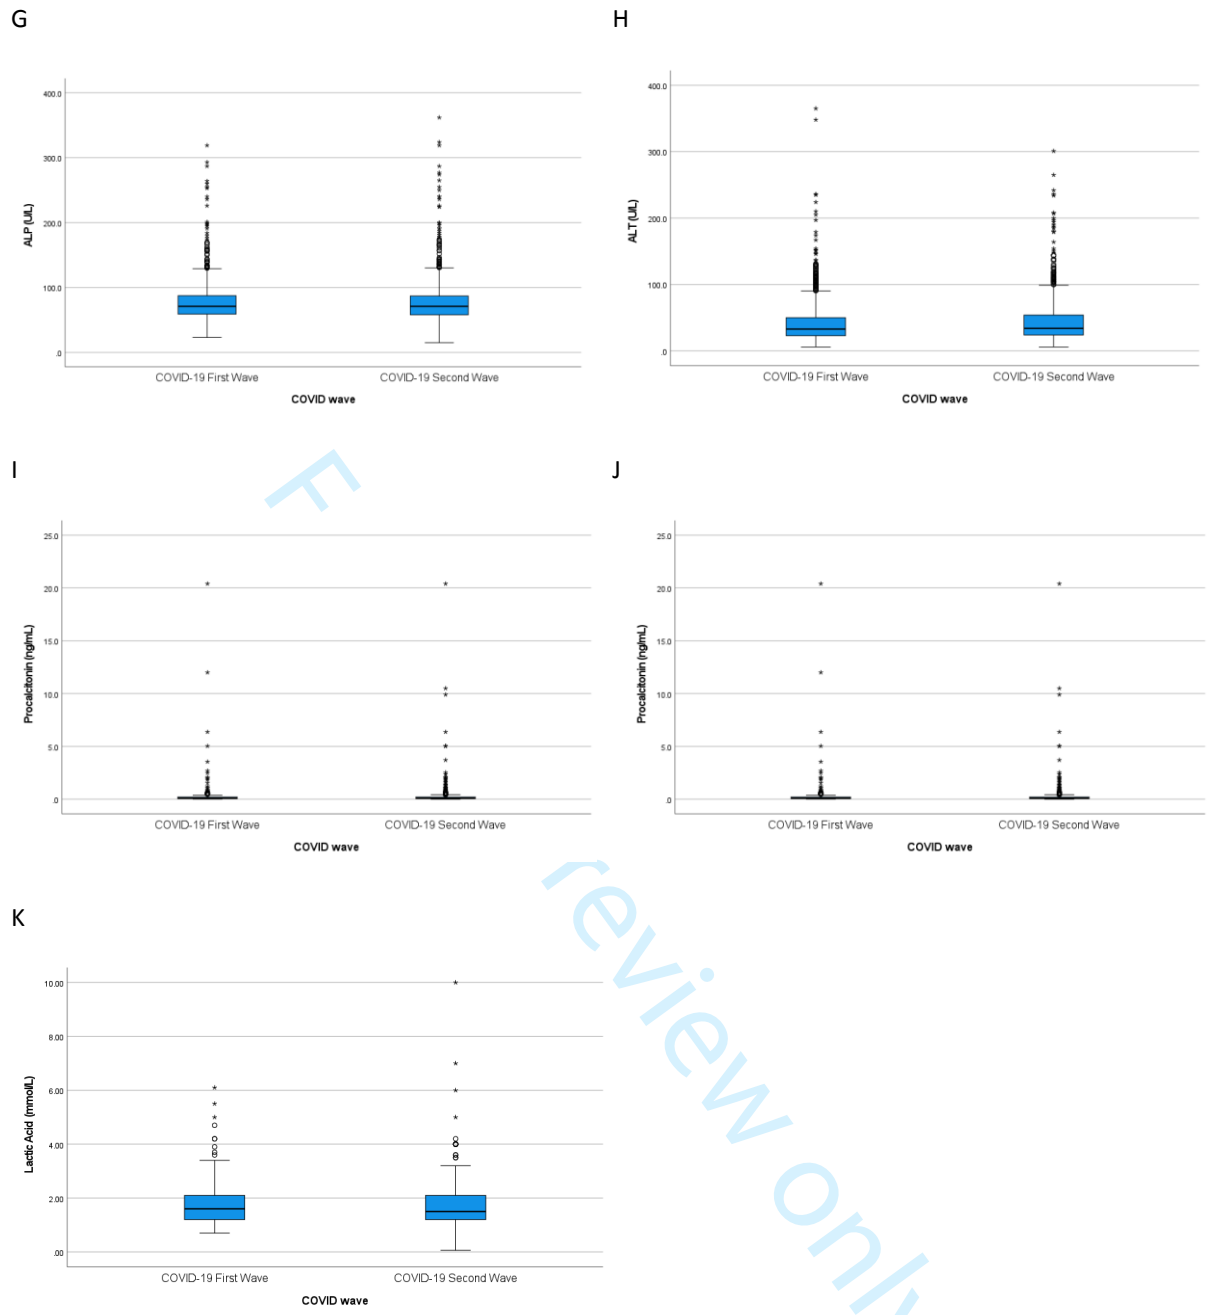 G
400.0
300.0
200.0
100.0
.0
ALP (U/L)
COVID-19 First Wave COVID-19 Second Wave
COVID wave
H
400.0
300.0
200.0
100.0
.0
ALT (U/L)
COVID-19 First Wave COVID-19 Second Wave
COVID wave
I
25.0
20.0
15.0
10.0
5.0
.0
Procalcitonin (ng/mL)
COVID-19 First Wave COVID-19 Second Wave
COVID wave
J
25.0
20.0
15.0
10.0
5.0
.0
Procalcitonin (ng/mL)
COVID-19 First Wave COVID-19 Second Wave
COVID wave
K
10.00
8.00
6.00
4.00
2.00
.00
Lactic Acid (mmol/L)
COVID-19 First Wave COVID-19 Second Wave
COVID wave
F
review only